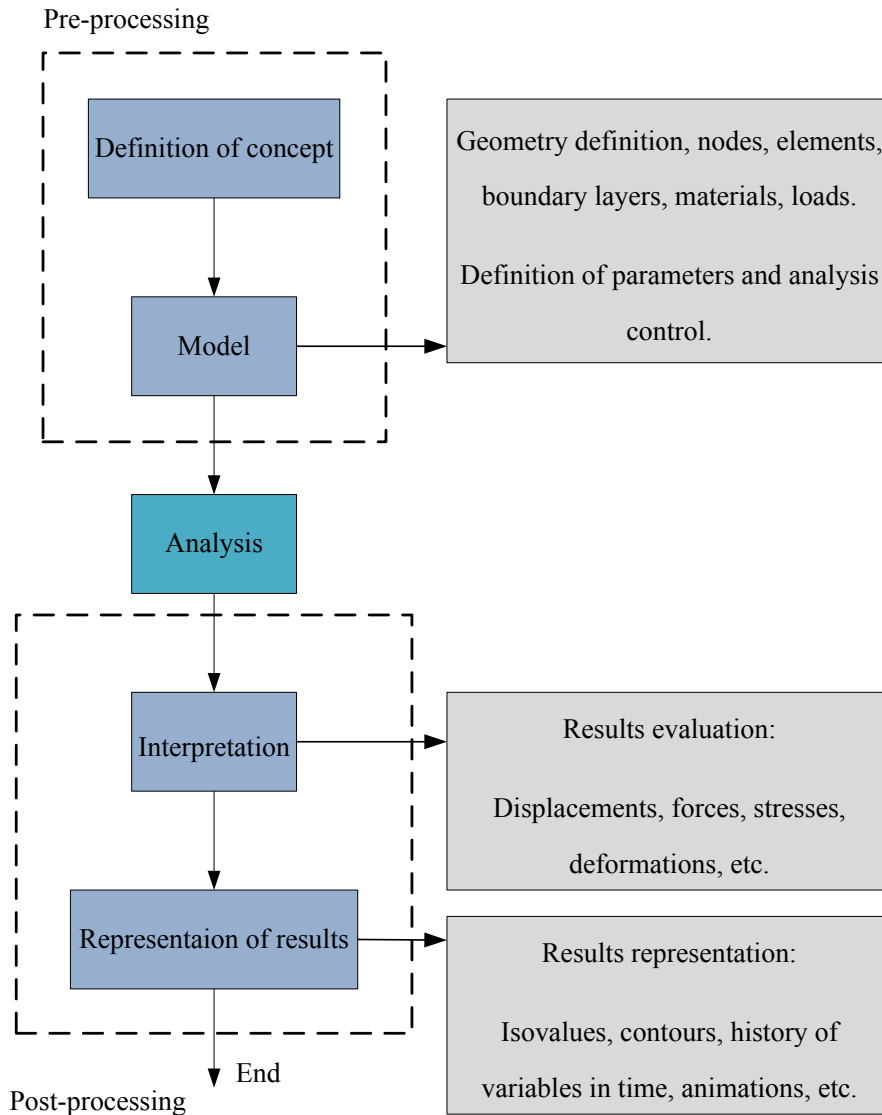 Pre-processing
Definition of concept
Geometry definition, nodes, elements,
boundary layers, materials, loads.
Definition of parameters and analysis
control.
Model
Analysis
Interpretation
Results evaluation:
Displacements, forces, stresses,
deformations, etc.
Representaion of results
Results representation:
Isovalues, contours, history of
variables in time, animations, etc.
End
Post-processing